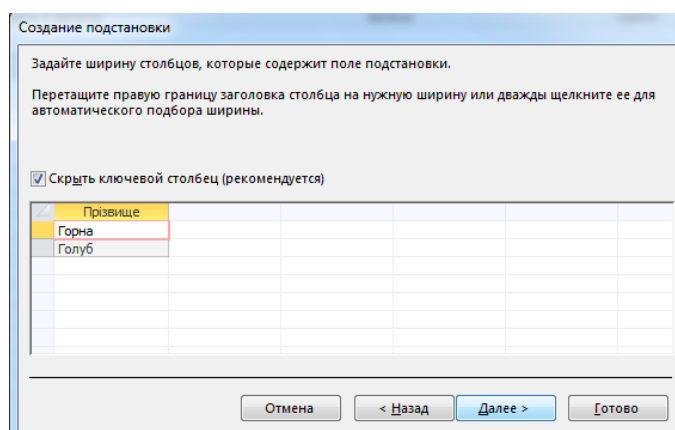 Создание подстановки
Задайте ширину столбцов, которые содержит поле подстановки.
Перетащите правую границу заголовка столбца на нужную ширину или дважды щелкните ее для
автоматического подбора ширины.
Скрыть ключевой столбец (рекомендуется)
Прізвище
Горна
Голуб
Отмена < Назад Далее > Готово